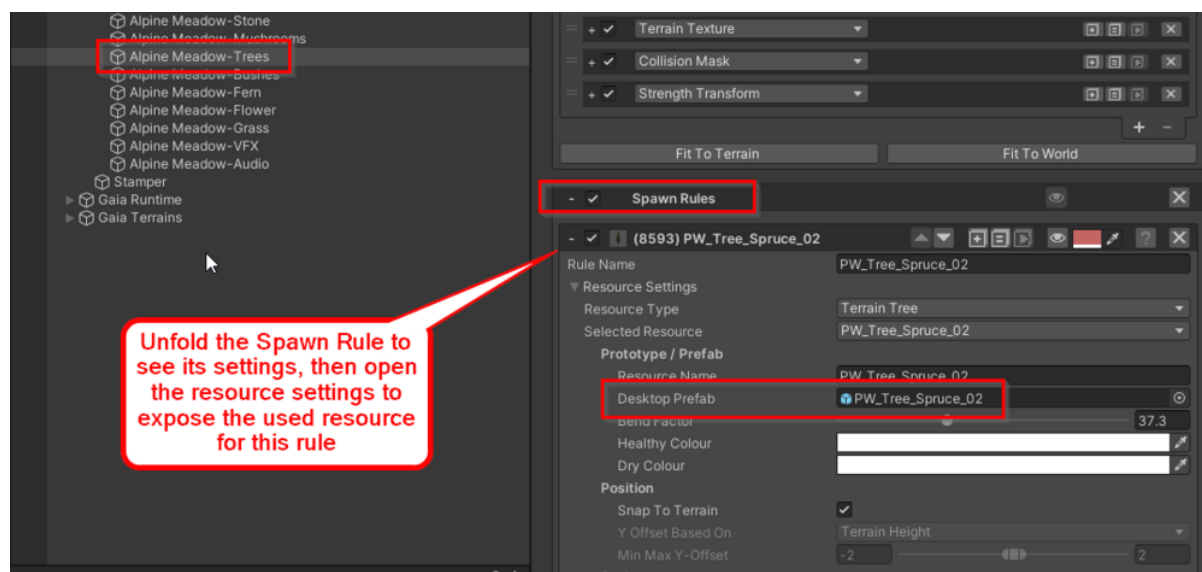 Alpine Meadow-Stone
Alpine Meadow-Mushrooms
Alpine Meadow-Trees
Alpine Meadow-Bushes
Alpine Meadow-Fern
Alpine Meadow-Flower
Alpine Meadow-Grass
Alpine Meadow-VFX
Alpine Meadow-Audio
Stamper
Gaia Runtime
Gaia Terrains
Unfold the Spawn Rule to
see its settings, then open
the resource settings to
expose the used resource
for this rule
Terrain Texture
Collision Mask
Strength Transform
Fit To Terrain Fit To World
Spawn Rules
(8593) PW_Tree_Spruce_02
Rule Name PW_Tree_Spruce_02
Resource Settings
Resource Type Terrain Tree
Selected Resource PW_Tree_Spruce_02
Prototype / Prefab
Resource Name PW_Tree_Spruce_02
Desktop Prefab PW_Tree_Spruce_02
Bend Factor 37.3
Healthy Colour
Dry Colour
Position
Snap To Terrain
Y Offset Based On Terrain Height
Min Max Y-Offset -2 2